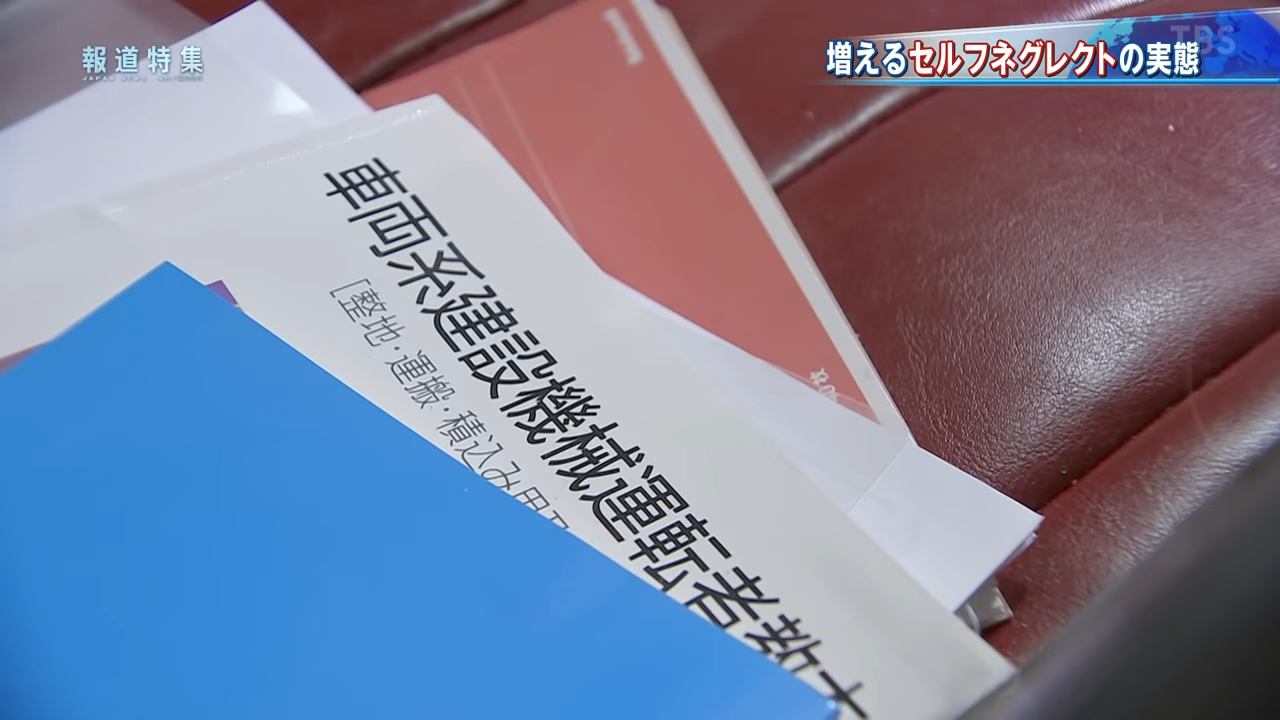 報道特集
増えるセルフネグレクトの実態
TBS
車両系建設機械運転者教
[整地・運搬・積込み用